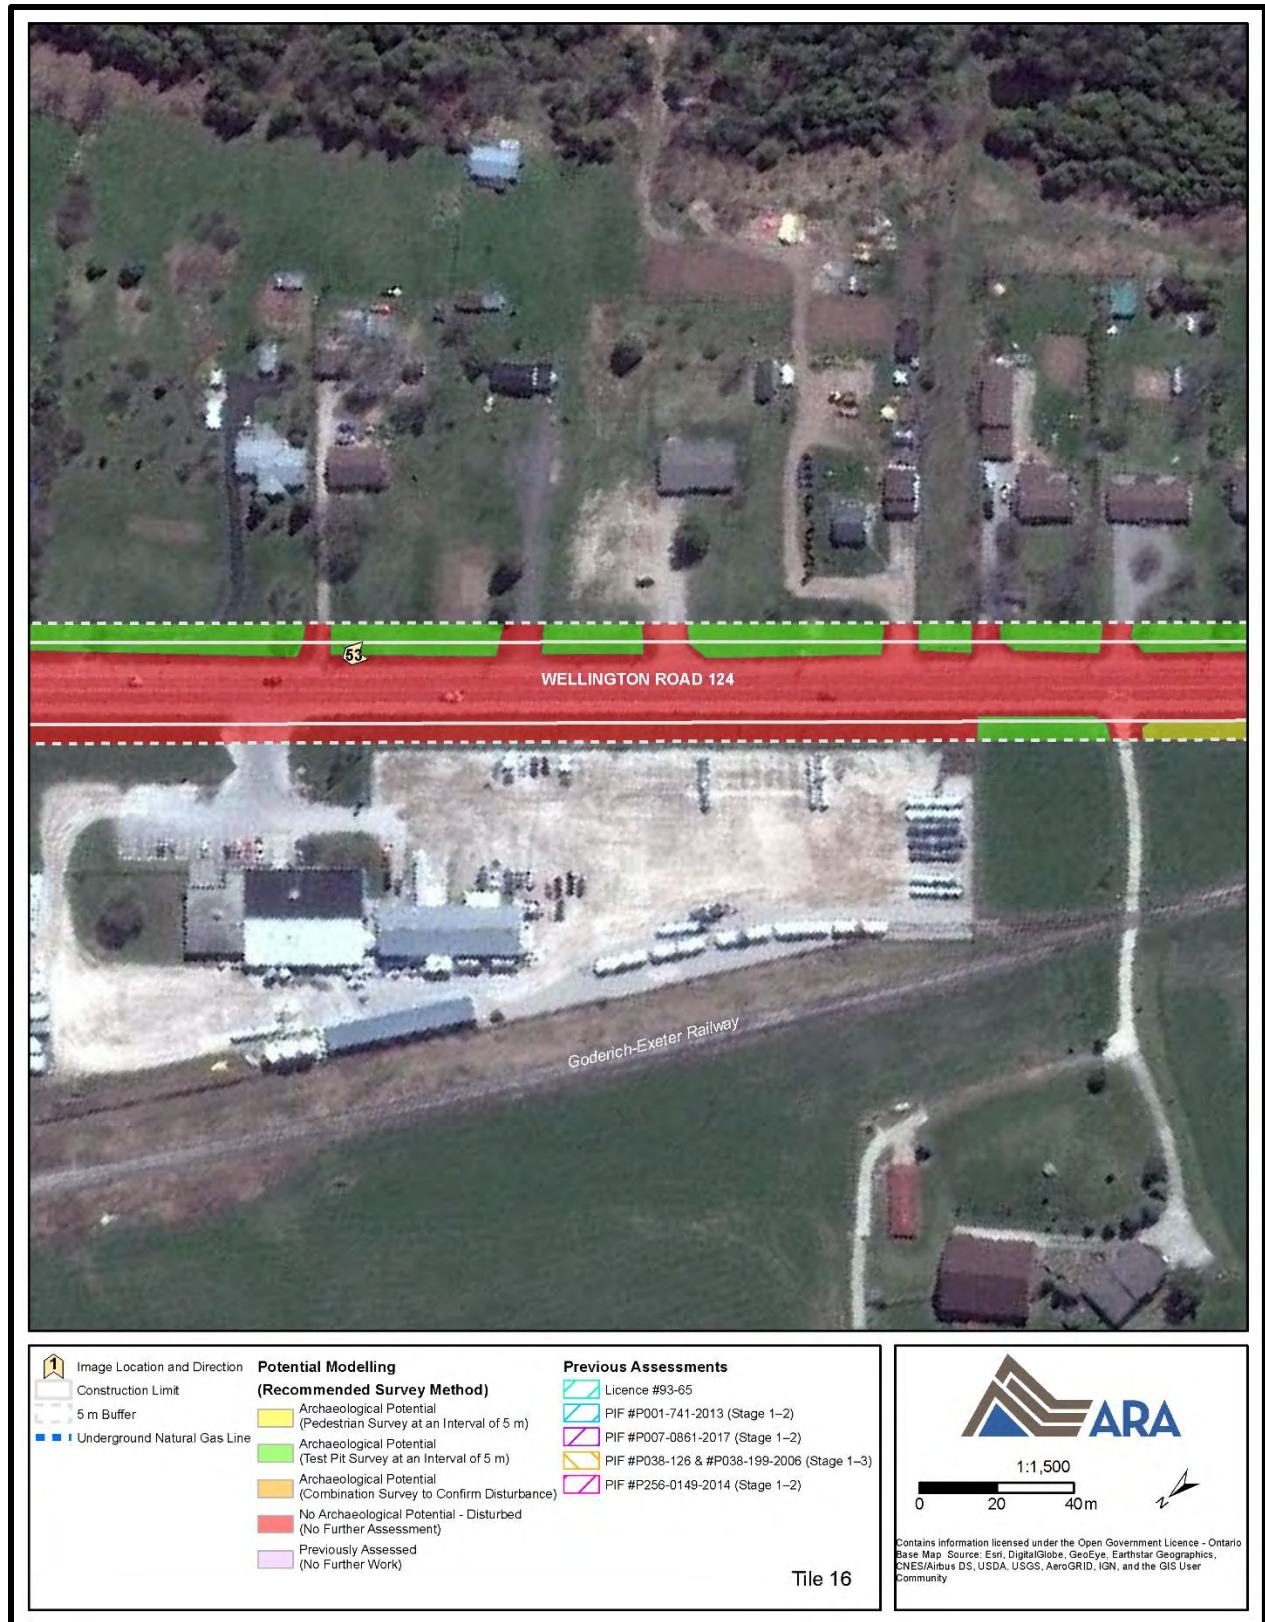 53
WELLINGTON ROAD 124
Goderich-Exeter Railway
1 Image Location and Direction
Construction Limit
5 m Buffer
Underground Natural Gas Line
Potential Modelling
(Recommended Survey Method)
Archaeological Potential
(Pedestrian Survey at an Interval of 5 m)
Archaeological Potential
(Test Pit Survey at an Interval of 5 m)
Archaeological Potential
(Combination Survey to Confirm Disturbance)
No Archaeological Potential - Disturbed
(No Further Assessment)
Previously Assessed
(No Further Work)
Previous Assessments
Licence #93-65
PIF #P001-741-2013 (Stage 1–2)
PIF #P007-0861-2017 (Stage 1–2)
PIF #P038-126 & #P038-199-2006 (Stage 1–3)
PIF #P256-0149-2014 (Stage 1–2)
Tile 16
ARA
1:1,500
0 20 40 m
N
Contains information licensed under the Open Government Licence - Ontario
Base Map Source: Esri, DigitalGlobe, GeoEye, Earthstar Geographics,
CNES/Airbus DS, USDA, USGS, AeroGRID, IGN, and the GIS User
Community